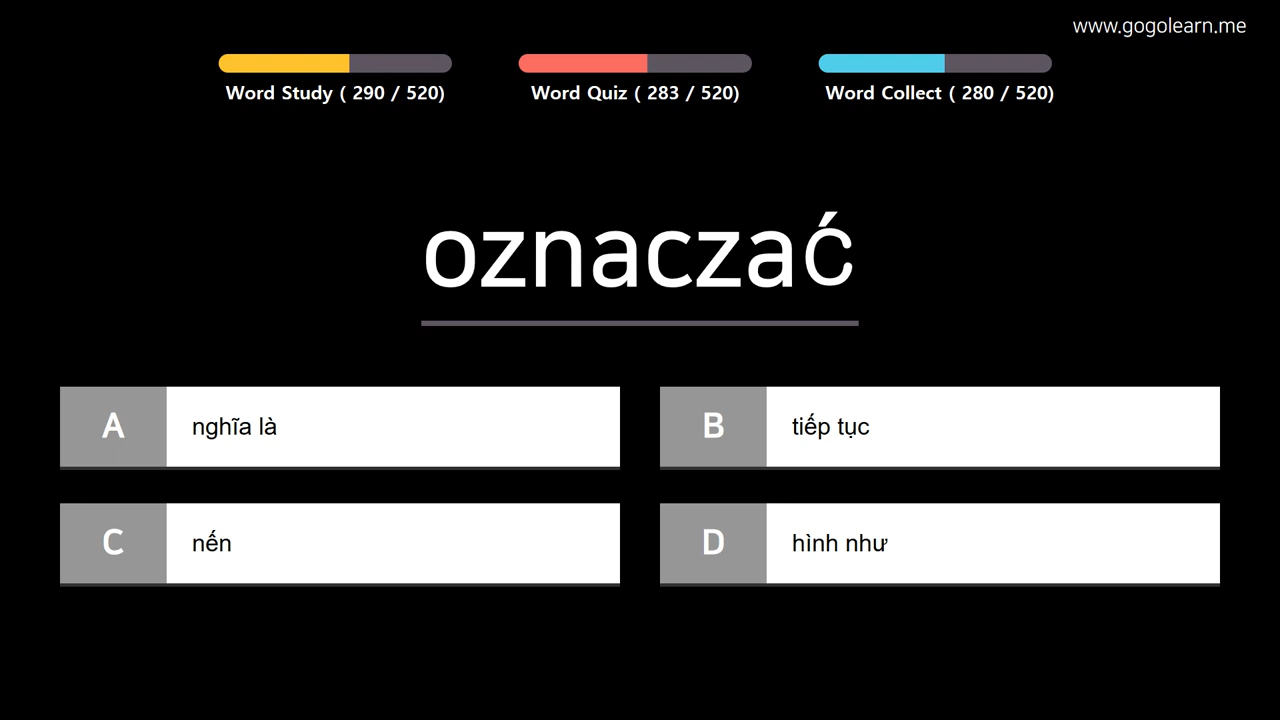 www.gogolearn.me
Word Study ( 290 / 520)
Word Quiz ( 283 / 520)
Word Collect ( 280 / 520)
oznaczać
A nghĩa là
B tiếp tục
C nến
D hình như